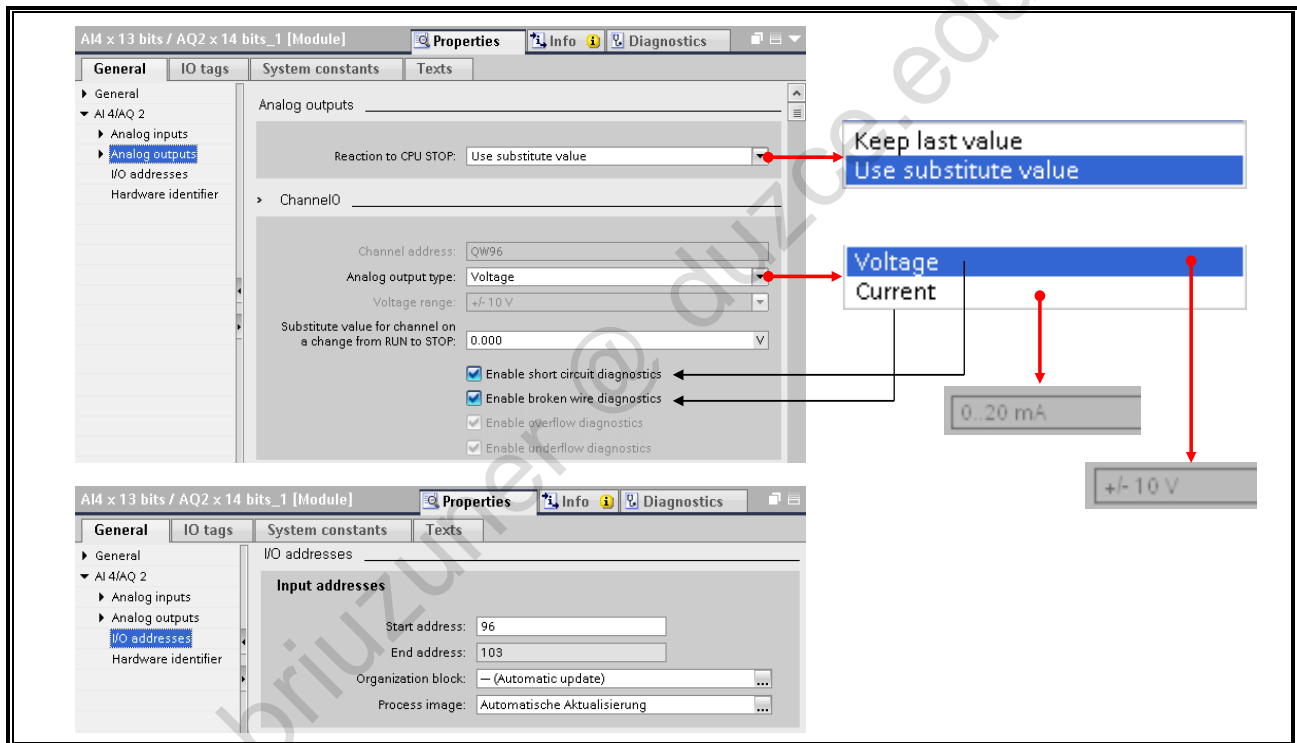 AI4 x 13 bits / AQ2 x 14 bits_1 [Module] Properties Info Diagnostics
General IO tags System constants Texts
General
AI 4/AQ 2
Analog inputs
Analog outputs
I/O addresses
Hardware identifier
Analog outputs
Reaction to CPU STOP: Use substitute value
Channel0
Channel address: QW96
Analog output type: Voltage
Voltage range: +/- 10 V
Substitute value for channel on
a change from RUN to STOP: 0.000 V
Enable short circuit diagnostics
Enable broken wire diagnostics
Enable overflow diagnostics
Enable underflow diagnostics
Keep last value
Use substitute value
Voltage
Current
0..20 mA
+/- 10 V
AI4 x 13 bits / AQ2 x 14 bits_1 [Module] Properties Info Diagnostics
General IO tags System constants Texts
General
AI 4/AQ 2
Analog inputs
Analog outputs
I/O addresses
Hardware identifier
I/O addresses
Input addresses
Start address: 96
End address: 103
Organization block: — (Automatic update) ...
Process image: Automatische Aktualisierung ...
briuzuner @ duzce.edu